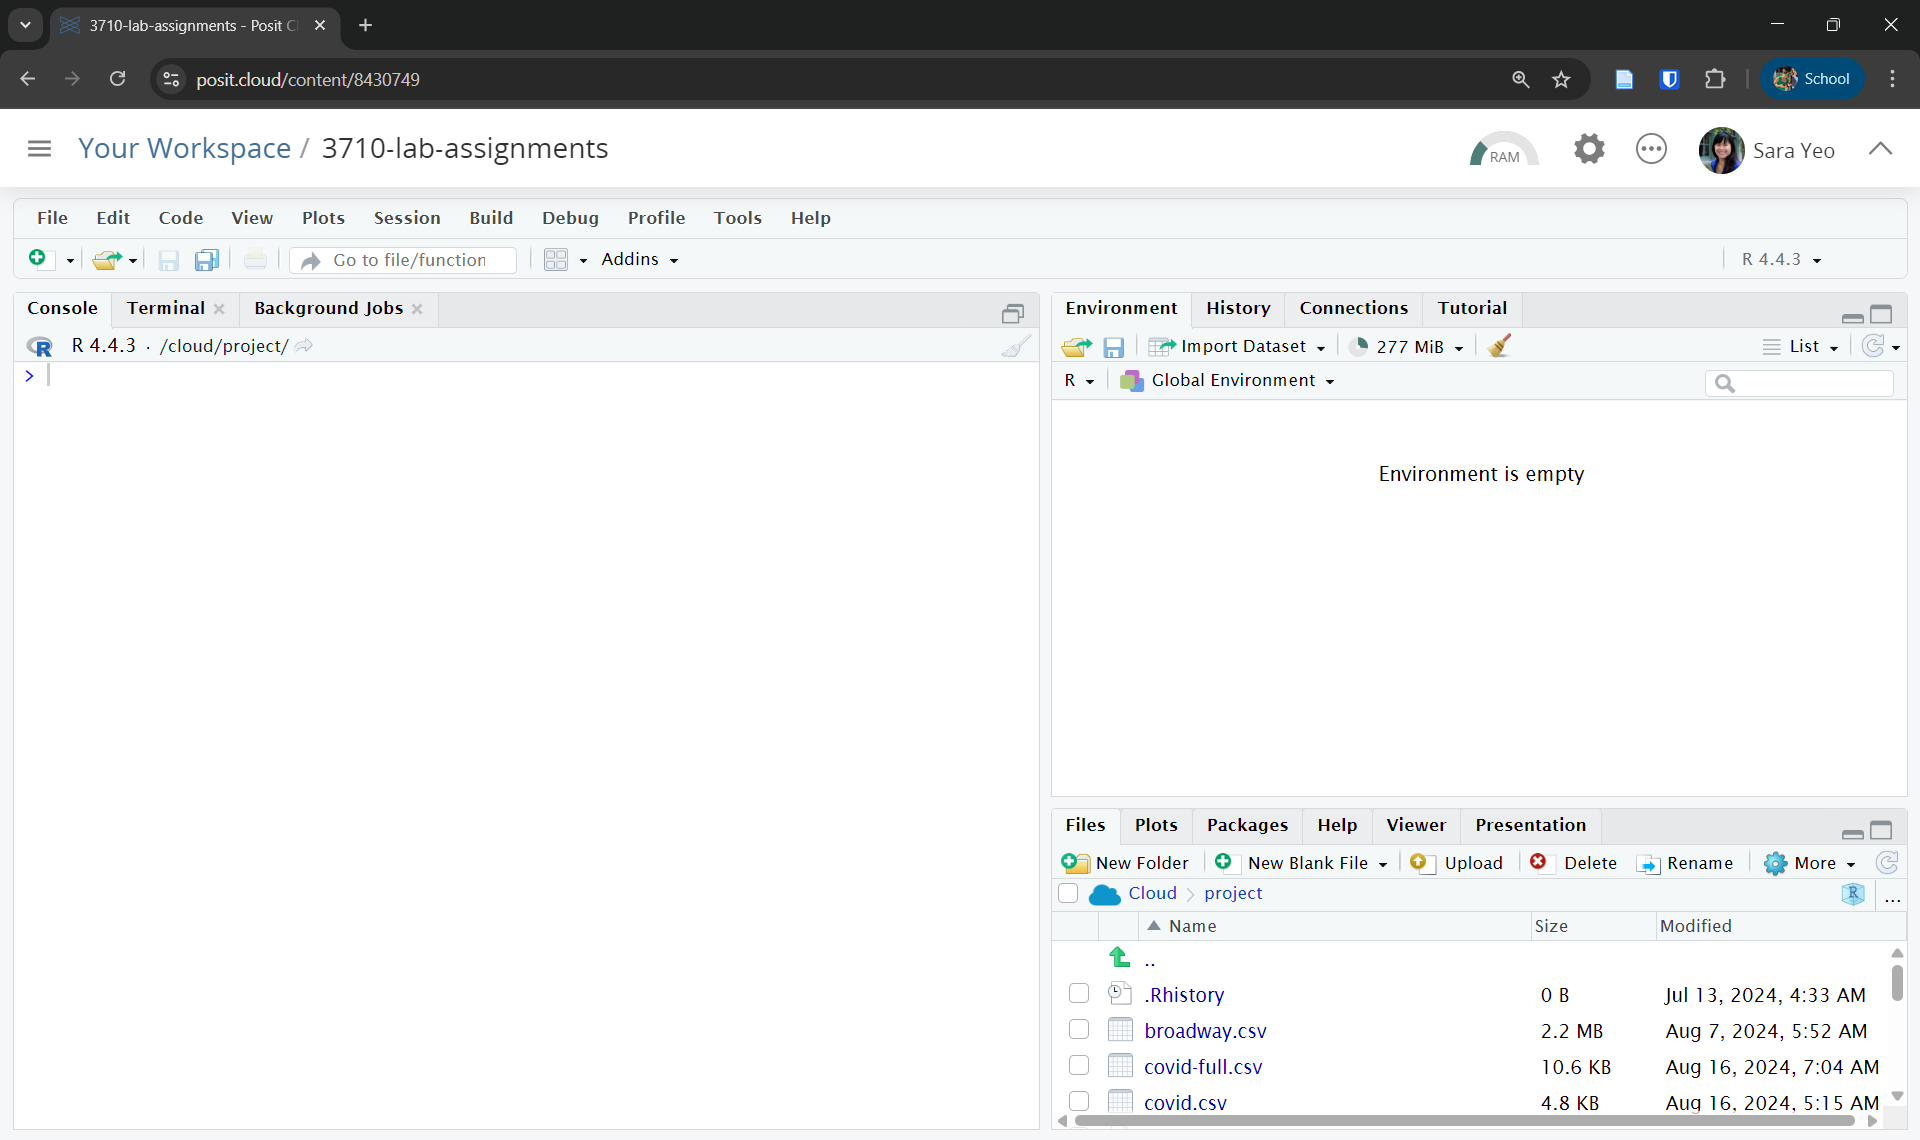 3710-lab-assignments - Posit Cl
posit.cloud/content/8430749
School
Your Workspace / 3710-lab-assignments
RAM
Sara Yeo
File Edit Code View Plots Session Build Debug Profile Tools Help
Go to file/function
Addins
R 4.4.3
Console Terminal Background Jobs
R 4.4.3 · /cloud/project/
>
Environment History Connections Tutorial
Import Dataset 277 MiB List
R Global Environment
Environment is empty
Files Plots Packages Help Viewer Presentation
New Folder New Blank File Upload Delete Rename More
Cloud project R ...
Name Size Modified
..
.Rhistory 0 B Jul 13, 2024, 4:33 AM
broadway.csv 2.2 MB Aug 7, 2024, 5:52 AM
covid-full.csv 10.6 KB Aug 16, 2024, 7:04 AM
covid.csv 4.8 KB Aug 16, 2024, 5:15 AM